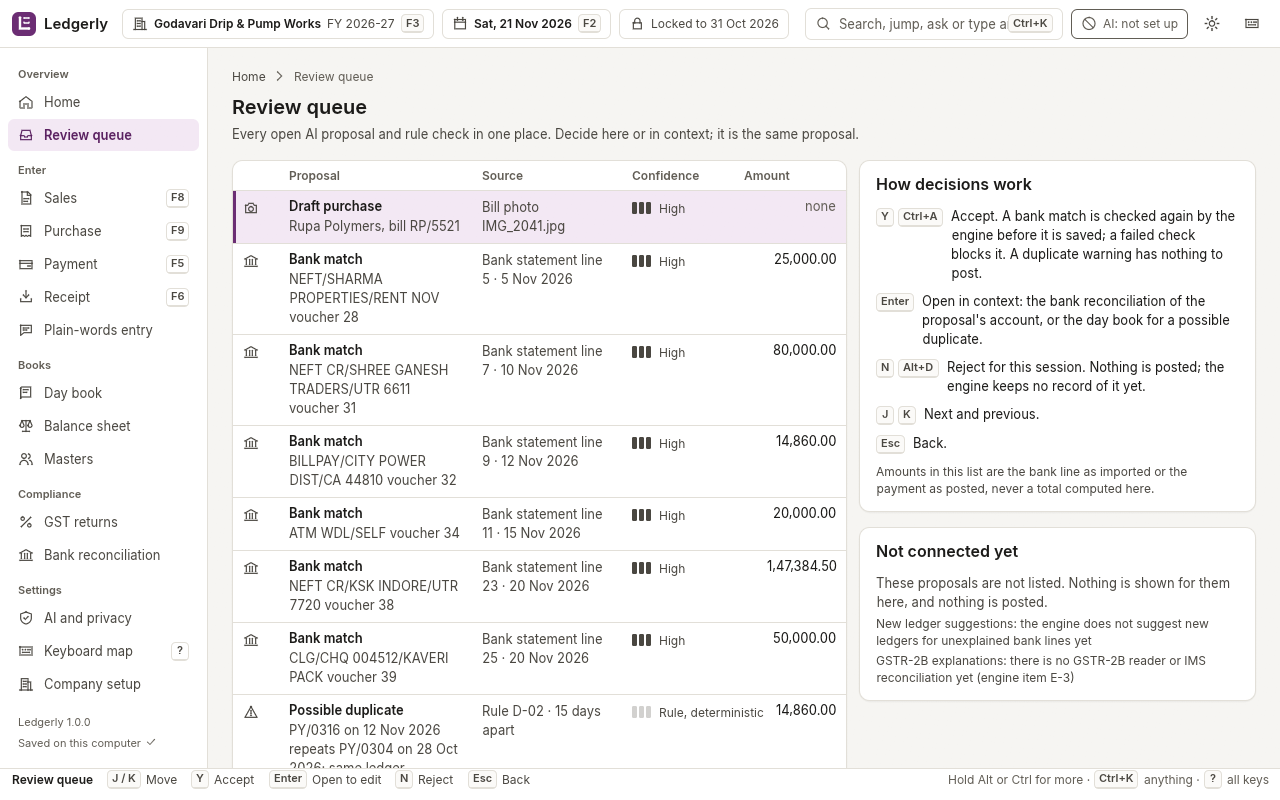 Ledgerly
Godavari Drip & Pump Works FY 2026-27 F3
Sat, 21 Nov 2026 F2
Locked to 31 Oct 2026
Search, jump, ask or type a Ctrl+K
AI: not set up
Overview
Home
Review queue
Enter
Sales F8
Purchase F9
Payment F5
Receipt F6
Plain-words entry
Books
Day book
Balance sheet
Masters
Compliance
GST returns
Bank reconciliation
Settings
AI and privacy
Keyboard map ?
Company setup
Ledgerly 1.0.0
Saved on this computer
Home Review queue
Review queue
Every open AI proposal and rule check in one place. Decide here or in context; it is the same proposal.
Proposal Source Confidence Amount
Draft purchase Bill photo High none
Rupa Polymers, bill RP/5521 IMG_2041.jpg
Bank match Bank statement line High 25,000.00
NEFT/SHARMA 5 · 5 Nov 2026
PROPERTIES/RENT NOV
voucher 28
Bank match Bank statement line High 80,000.00
NEFT CR/SHREE GANESH 7 · 10 Nov 2026
TRADERS/UTR 6611
voucher 31
Bank match Bank statement line High 14,860.00
BILLPAY/CITY POWER 9 · 12 Nov 2026
DIST/CA 44810 voucher 32
Bank match Bank statement line High 20,000.00
ATM WDL/SELF voucher 34 11 · 15 Nov 2026
Bank match Bank statement line High 1,47,384.50
NEFT CR/KSK INDORE/UTR 23 · 20 Nov 2026
7720 voucher 38
Bank match Bank statement line High 50,000.00
CLG/CHQ 004512/KAVERI 25 · 20 Nov 2026
PACK voucher 39
Possible duplicate Rule D-02 · 15 days Rule, deterministic 14,860.00
PY/0316 on 12 Nov 2026 apart
repeats PY/0304 on 28 Oct
2026: same ledger
How decisions work
Y Ctrl+A Accept. A bank match is checked again by the
engine before it is saved; a failed check
blocks it. A duplicate warning has nothing to
post.
Enter Open in context: the bank reconciliation of the
proposal's account, or the day book for a possible
duplicate.
N Alt+D Reject for this session. Nothing is posted; the
engine keeps no record of it yet.
J K Next and previous.
Esc Back.
Amounts in this list are the bank line as imported or the
payment as posted, never a total computed here.
Not connected yet
These proposals are not listed. Nothing is shown for them
here, and nothing is posted.
New ledger suggestions: the engine does not suggest new
ledgers for unexplained bank lines yet
GSTR-2B explanations: there is no GSTR-2B reader or IMS
reconciliation yet (engine item E-3)
Review queue J / K Move Y Accept Enter Open to edit N Reject Esc Back
Hold Alt or Ctrl for more · Ctrl+K anything · ? all keys